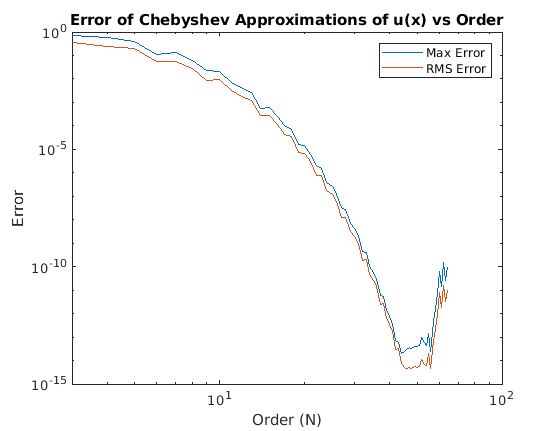 Error of Chebyshev Approximations of u(x) vs Order
Max Error
RMS Error
10^0
10^-5
10^-10
10^-15
Error
10^1
10^2
Order (N)